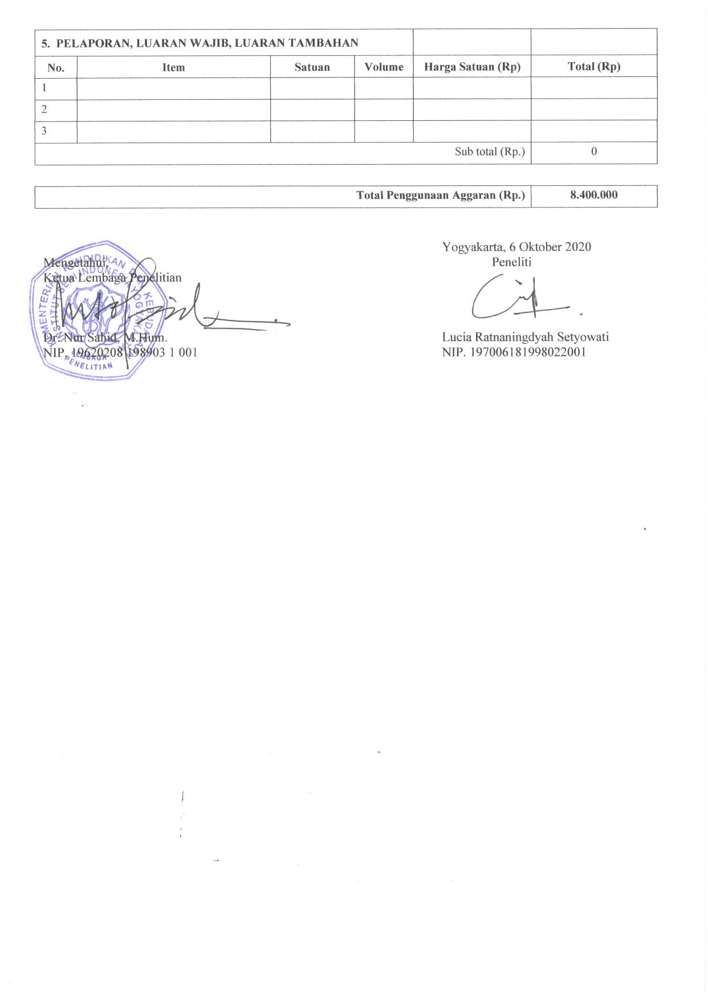 5. PELAPORAN, LUARAN WAJIB, LUARAN TAMBAHAN
No. Item Satuan Volume Harga Satuan (Rp) Total (Rp)
1
2
3
Sub total (Rp.) 0
Total Penggunaan Aggaran (Rp.) 8.400.000
Yogyakarta, 6 Oktober 2020
Mengetahui, Peneliti
Ketua Lembaga Penelitian
KEMENTERIAN PENDIDIKAN DAN KEBUDAYAAN
INSTITUT SENI INDONESIA YOGYAKARTA
Dr. Nur Sahid, M.Hum. Lucia Ratnaningdyah Setyowati
NIP. 19620208 198903 1 001 NIP. 197006181998022001
LEMBAGA
PENELITIAN